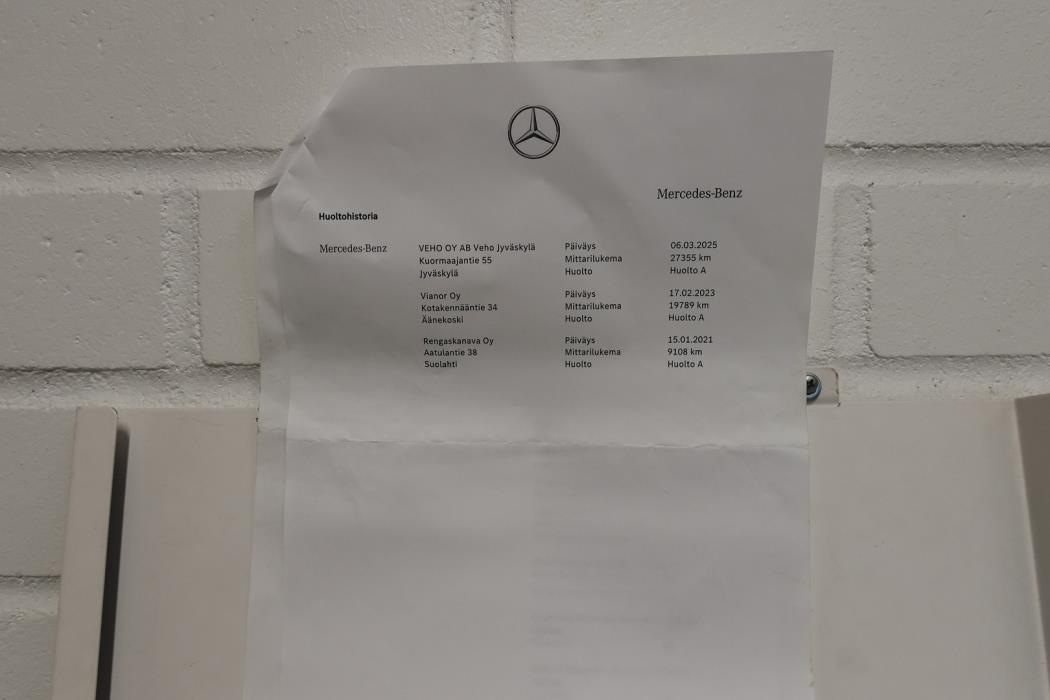 Mercedes-Benz
Huoltohistoria
Mercedes-Benz VEHO OY AB Veho Jyväskylä Päiväys 06.03.2025
Kuormaajantie 55 Mittarilukema 27355 km
Jyväskylä Huolto Huolto A
Vianor Oy Päiväys 17.02.2023
Kotakennääntie 34 Mittarilukema 19789 km
Äänekoski Huolto Huolto A
Rengaskanava Oy Päiväys 15.01.2021
Aatulantie 38 Mittarilukema 9108 km
Suolahti Huolto Huolto A